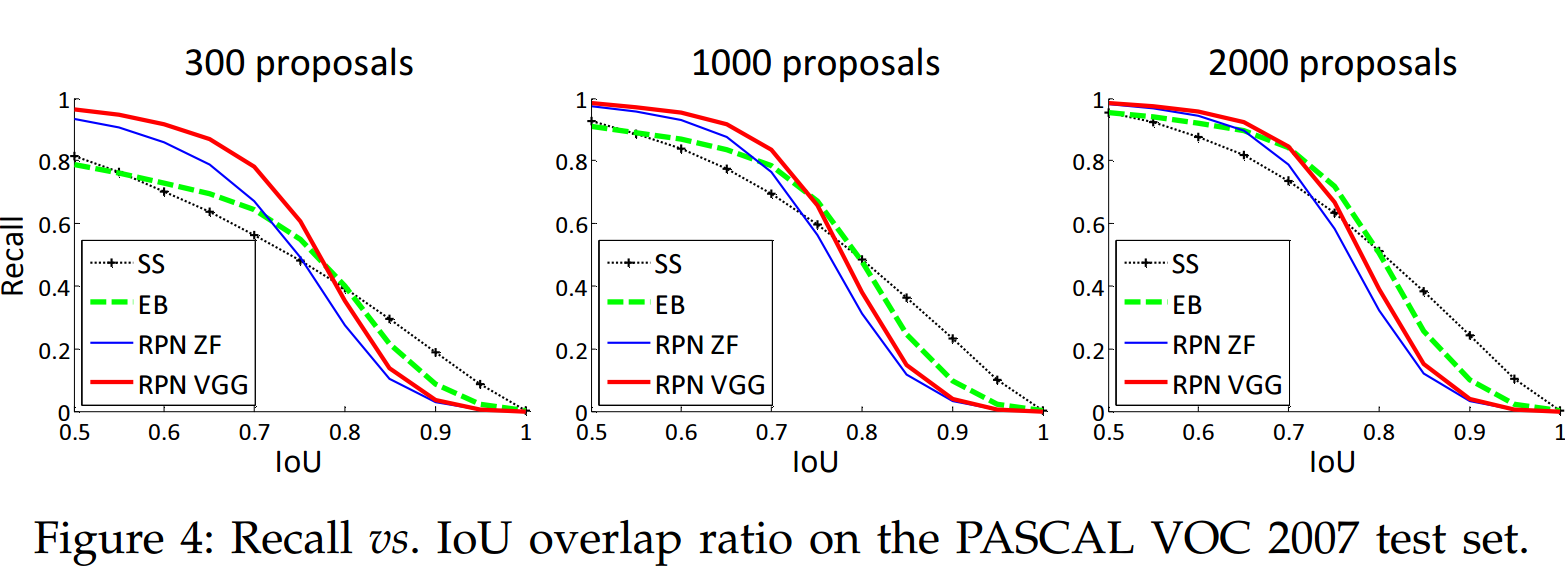 300 proposals
1000 proposals
2000 proposals
Recall
1
0.8
0.6
0.4
0.2
0
SS
EB
RPN ZF
RPN VGG
0.5
0.6
0.7
0.8
0.9
1
IoU
1
0.8
0.6
0.4
0.2
0
SS
EB
RPN ZF
RPN VGG
0.5
0.6
0.7
0.8
0.9
1
IoU
1
0.8
0.6
0.4
0.2
0
SS
EB
RPN ZF
RPN VGG
0.5
0.6
0.7
0.8
0.9
1
IoU
Figure 4: Recall vs. IoU overlap ratio on the PASCAL VOC 2007 test set.